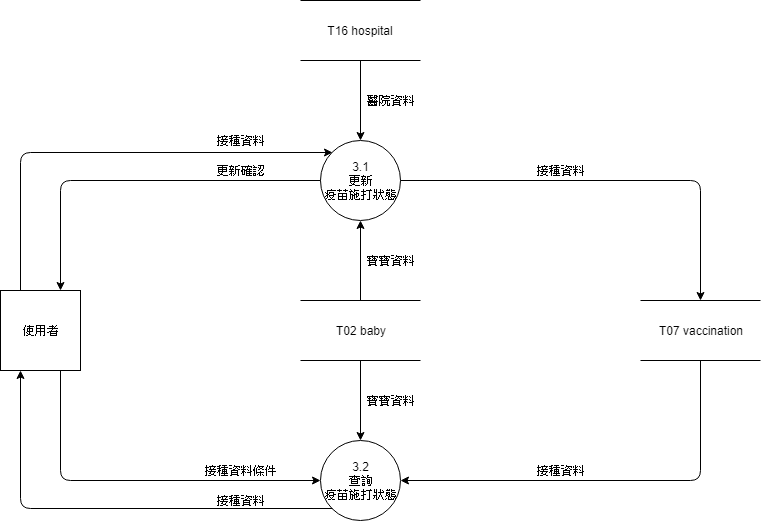 T16 hospital
醫院資料
接種資料
更新確認
3.1
更新
疫苗施打狀態
接種資料
寶寶資料
使用者
T02 baby
T07 vaccination
寶寶資料
接種資料條件
3.2
查詢
疫苗施打狀態
接種資料
接種資料